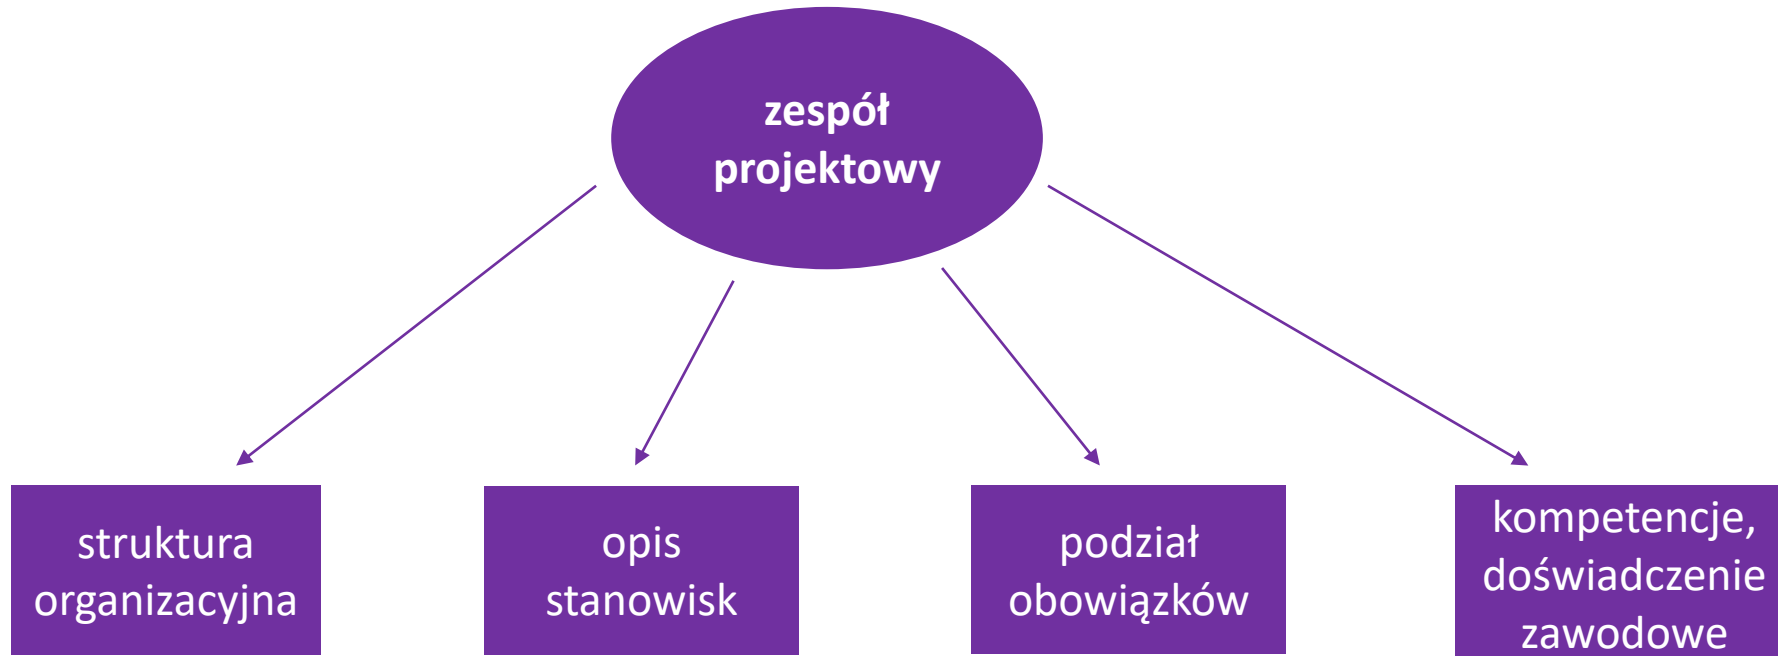 zespół
projektowy
struktura
organizacyjna
opis
stanowisk
podział
obowiązków
kompetencje,
doświadczenie
zawodowe